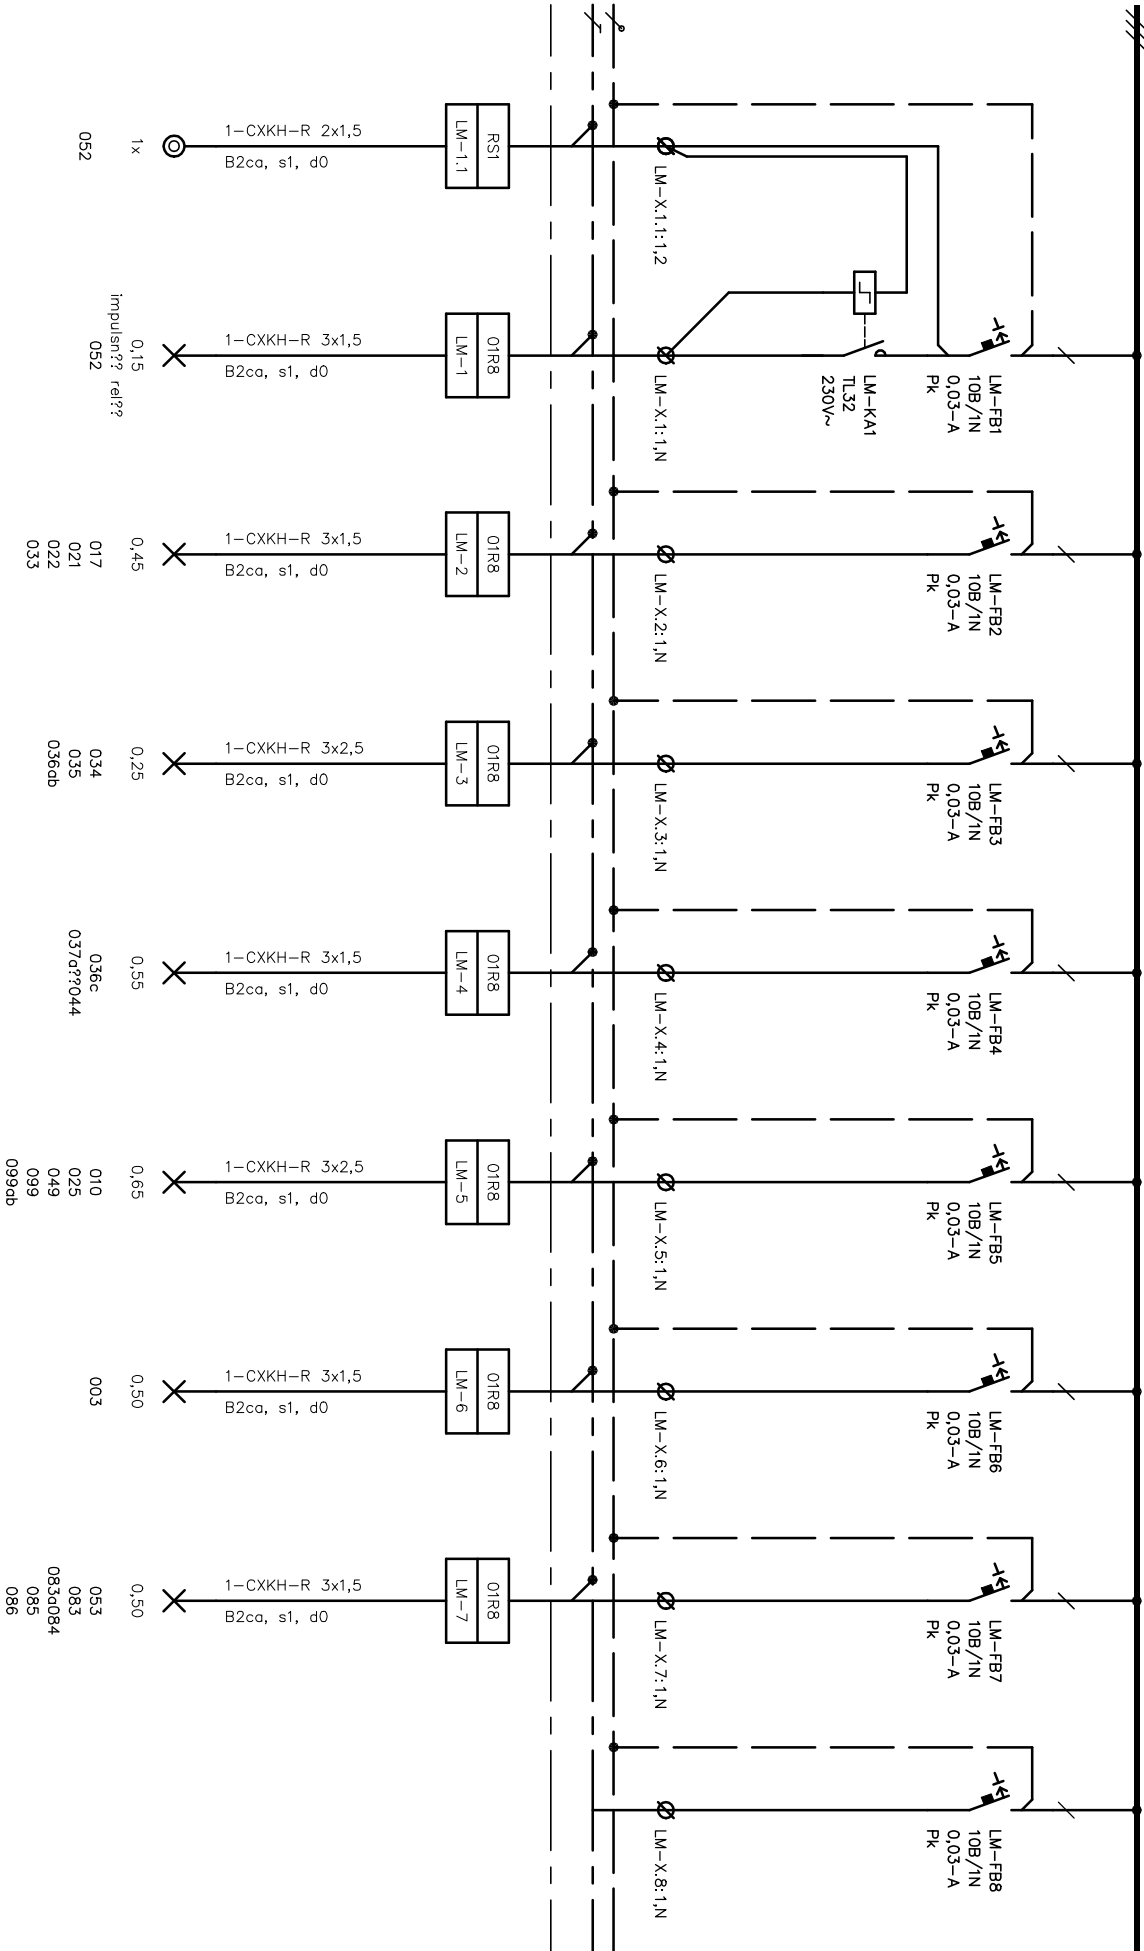 LM-FB1
10B/1N
0,03-A
Pk
LM-KA1
TL32
230V~
LM-X.1.1:1,2
RS1
LM-1.1
1-CXKH-R 2x1,5
B2ca, s1, d0
1x
052
LM-X.1:1,N
01R8
LM-1
1-CXKH-R 3x1,5
B2ca, s1, d0
0,15
impulsn?? rel??
052
LM-FB2
10B/1N
0,03-A
Pk
LM-X.2:1,N
01R8
LM-2
1-CXKH-R 3x1,5
B2ca, s1, d0
0,45
017
021
022
033
LM-FB3
10B/1N
0,03-A
Pk
LM-X.3:1,N
01R8
LM-3
1-CXKH-R 3x2,5
B2ca, s1, d0
0,25
034
035
036ab
LM-FB4
10B/1N
0,03-A
Pk
LM-X.4:1,N
01R8
LM-4
1-CXKH-R 3x1,5
B2ca, s1, d0
0,55
036c
037a??044
LM-FB5
10B/1N
0,03-A
Pk
LM-X.5:1,N
01R8
LM-5
1-CXKH-R 3x2,5
B2ca, s1, d0
0,65
010
025
049
099
099ab
LM-FB6
10B/1N
0,03-A
Pk
LM-X.6:1,N
01R8
LM-6
1-CXKH-R 3x1,5
B2ca, s1, d0
0,50
003
LM-FB7
10B/1N
0,03-A
Pk
LM-X.7:1,N
01R8
LM-7
1-CXKH-R 3x1,5
B2ca, s1, d0
0,50
053
083
083a084
085
086
LM-FB8
10B/1N
0,03-A
Pk
LM-X.8:1,N